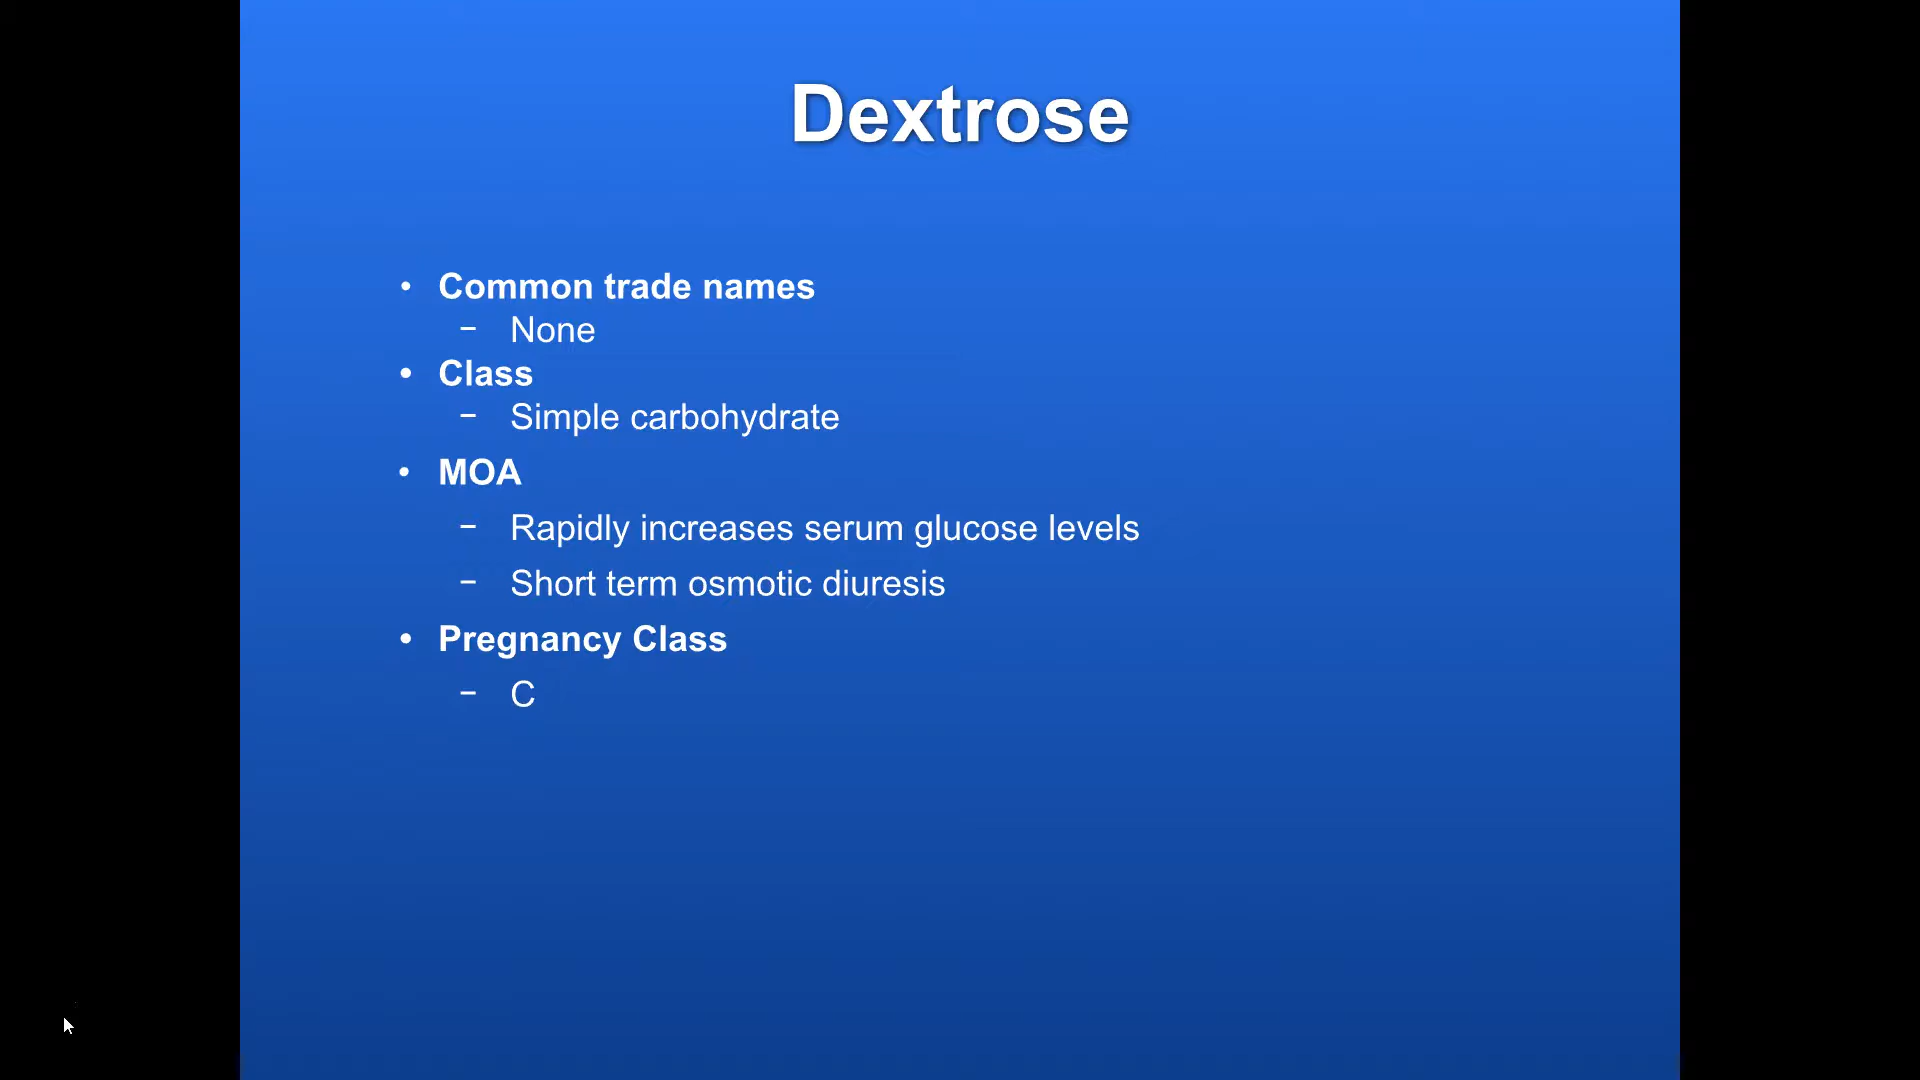 Dextrose
• Common trade names
– None
• Class
– Simple carbohydrate
• MOA
– Rapidly increases serum glucose levels
– Short term osmotic diuresis
• Pregnancy Class
– C